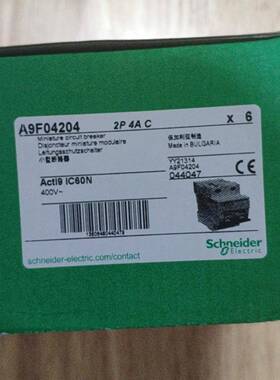 A9F04204 2P 4A C x 6
Miniature circuit breaker
Disjoncteur miniature modulaire
Leitungsschutzschalter
小型断路器
保加利亚制造
Made in BULGARIA
Acti9 IC60N
400V~
YY21314
A9F04204
044047
Schneider
Electric
schneider-electric.com/contact